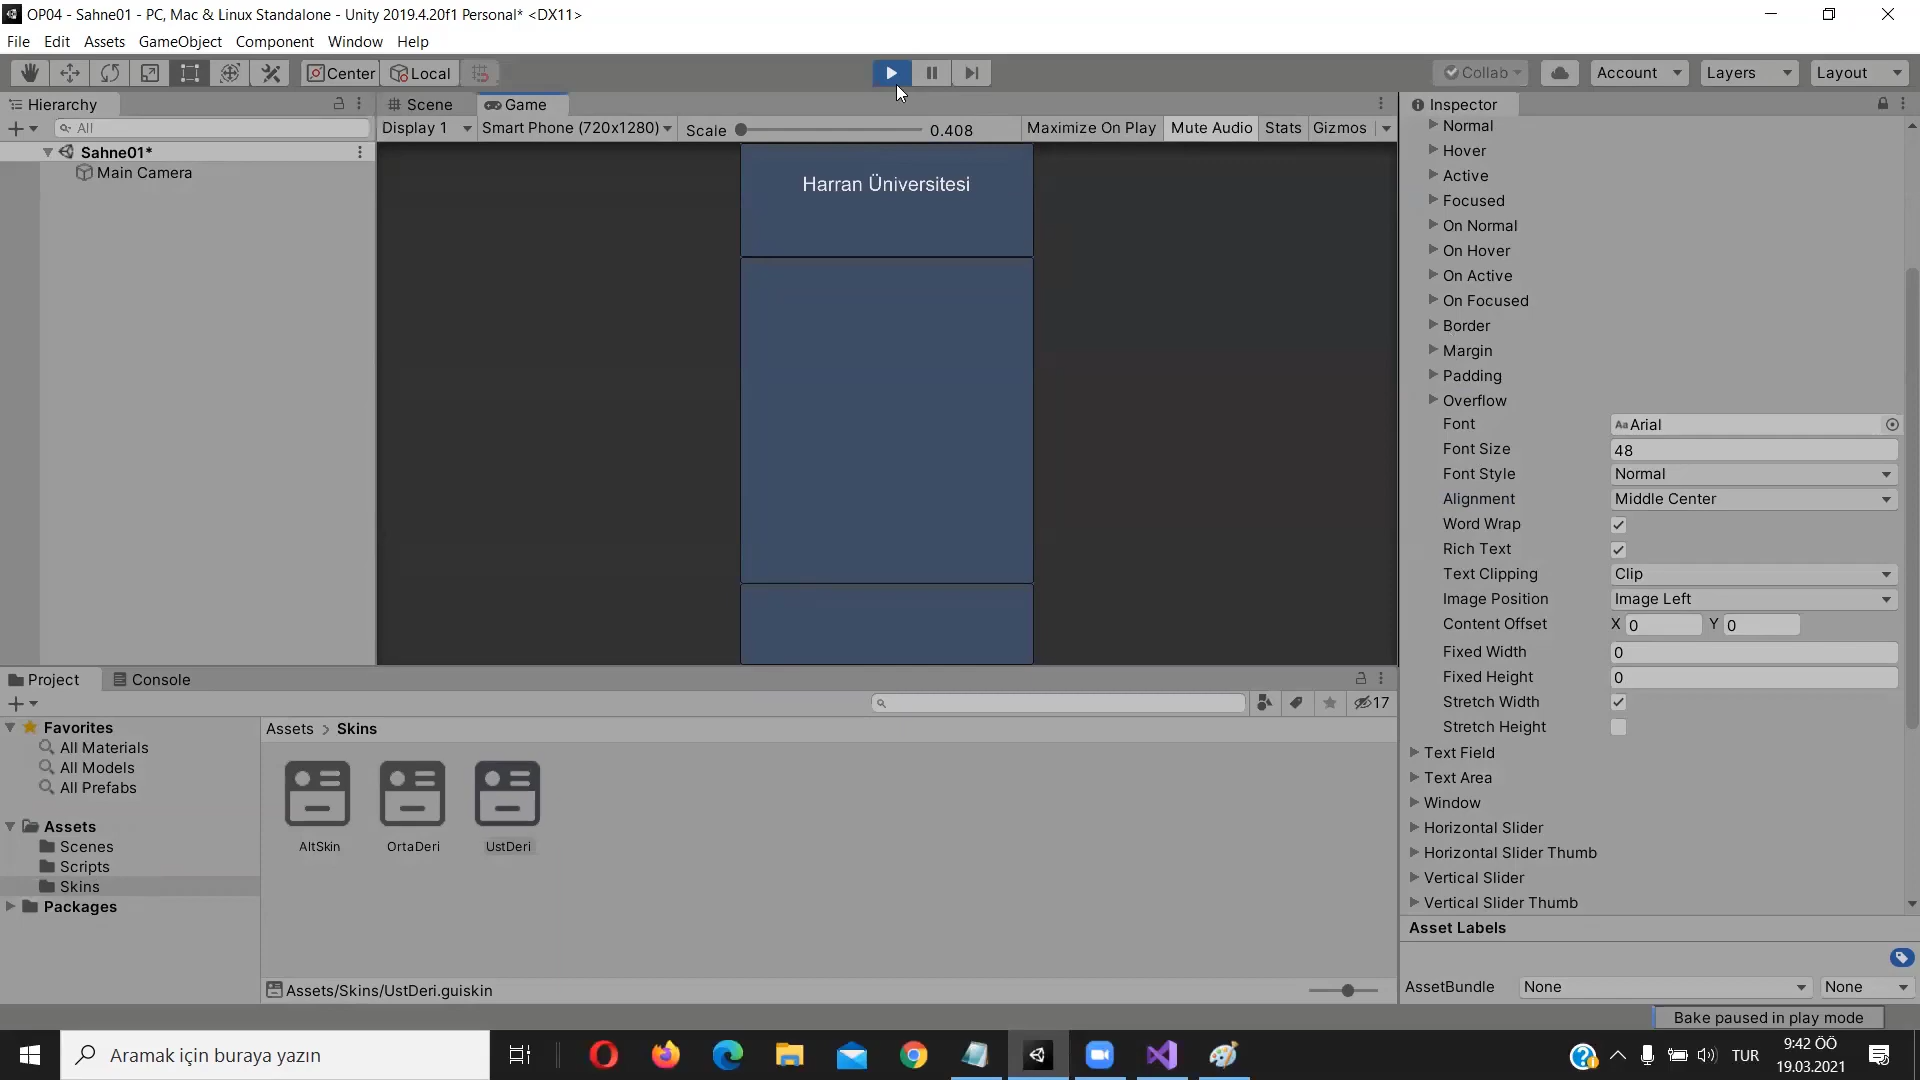 OP04 - Sahne01 - PC, Mac & Linux Standalone - Unity 2019.4.20f1 Personal* <DX11>
File Edit Assets GameObject Component Window Help
Center Local Collab Account Layers Layout
Hierarchy Scene Game Inspector
All Display 1 Smart Phone (720x1280) Scale 0.408 Maximize On Play Mute Audio Stats Gizmos
Sahne01*
Main Camera
Harran Üniversitesi
Normal
Hover
Active
Focused
On Normal
On Hover
On Active
On Focused
Border
Margin
Padding
Overflow
Font Arial
Font Size 48
Font Style Normal
Alignment Middle Center
Word Wrap
Rich Text
Text Clipping Clip
Image Position Image Left
Content Offset X 0 Y 0
Fixed Width 0
Fixed Height 0
Stretch Width
Stretch Height
Text Field
Text Area
Window
Horizontal Slider
Horizontal Slider Thumb
Vertical Slider
Vertical Slider Thumb
Asset Labels
AssetBundle None None
Project Console
17
Favorites
All Materials
All Models
All Prefabs
Assets
Scenes
Scripts
Skins
Packages
Assets > Skins
AltSkin OrtaDeri UstDeri
Assets/Skins/UstDeri.guiskin
Bake paused in play mode
Aramak için buraya yazın
TUR
9:42 ÖÖ
19.03.2021